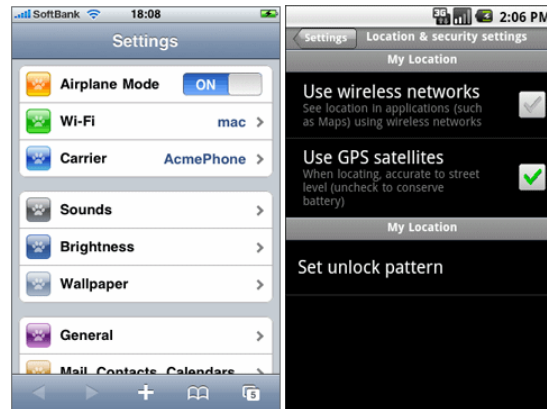 SoftBank 18:08
Settings
Airplane Mode ON
Wi-Fi mac
Carrier AcmePhone
Sounds
Brightness
Wallpaper
General
Mail, Contacts, Calendars
5
3G 2:06 PM
Settings Location & security settings
My Location
Use wireless networks
See location in applications (such
as Maps) using wireless networks
Use GPS satellites
When locating, accurate to street
level (uncheck to conserve
battery)
My Location
Set unlock pattern